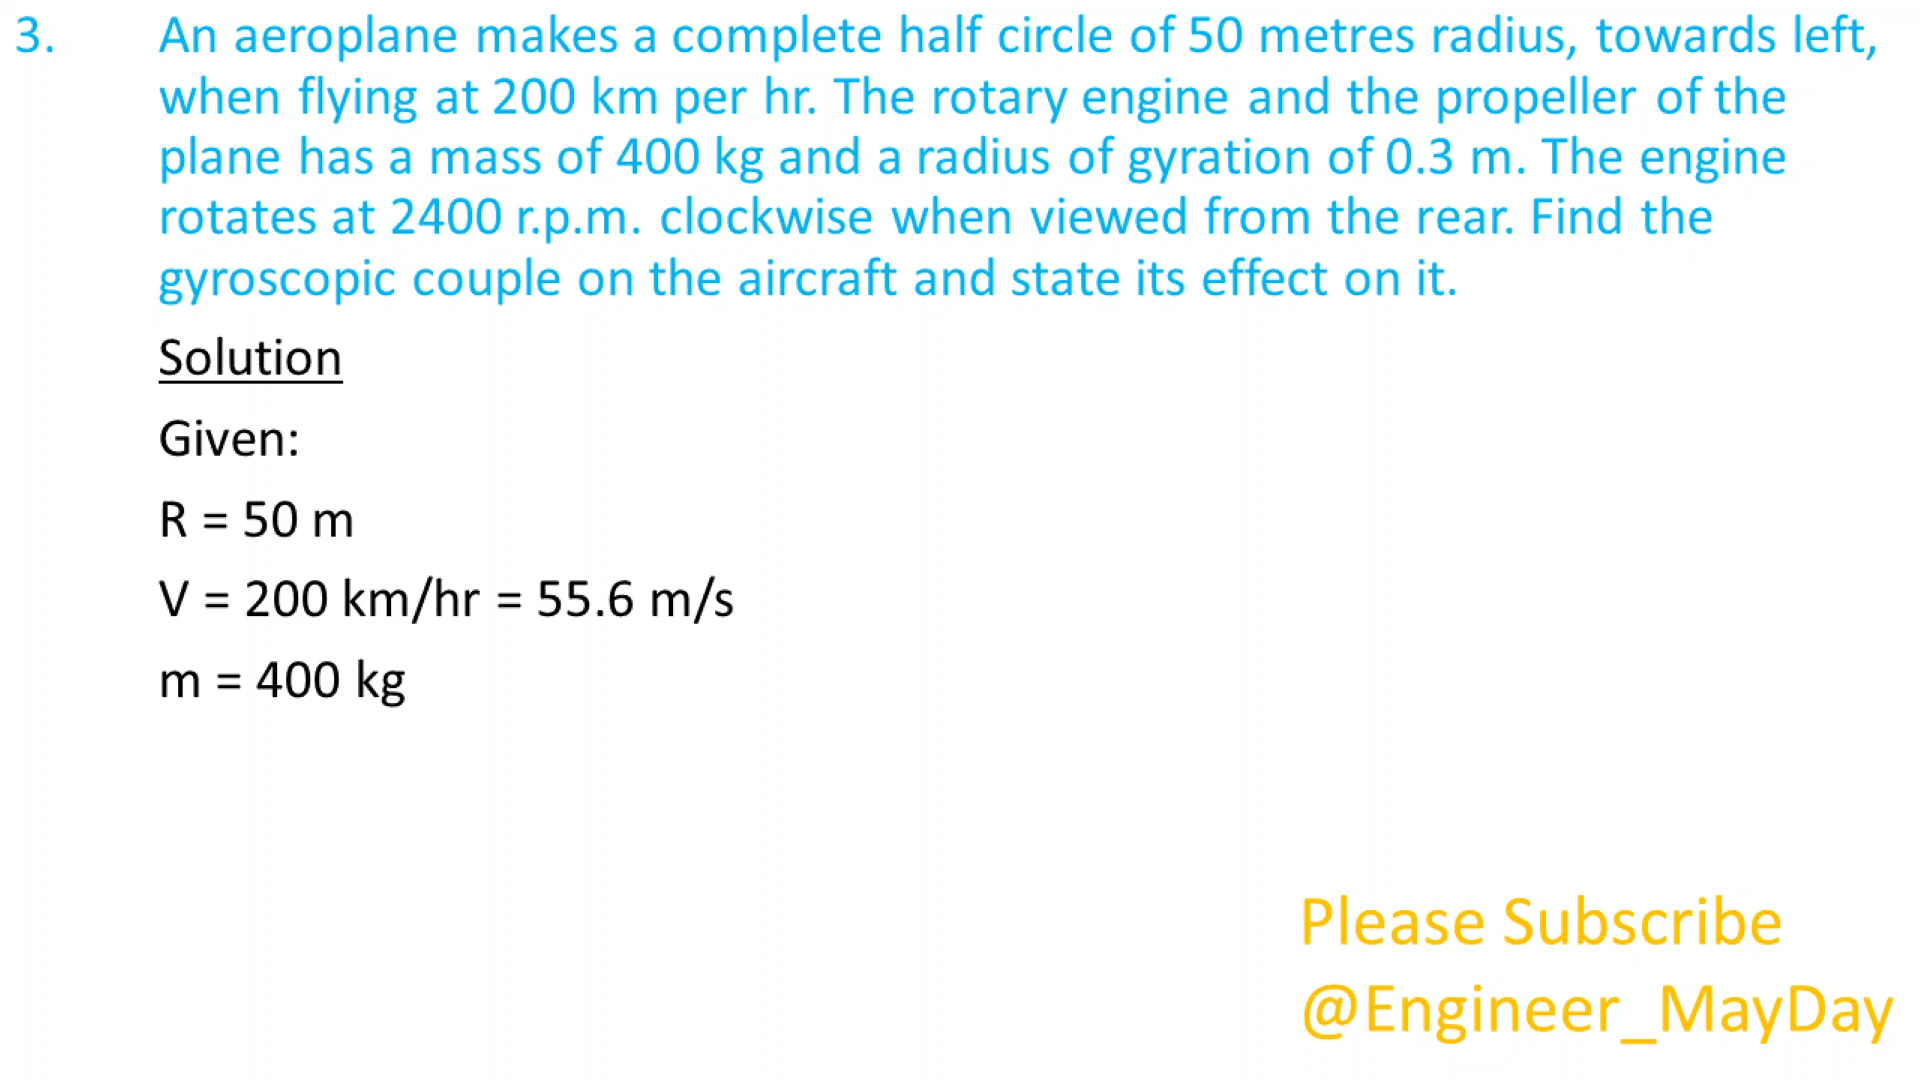 3. An aeroplane makes a complete half circle of 50 metres radius, towards left,
when flying at 200 km per hr. The rotary engine and the propeller of the
plane has a mass of 400 kg and a radius of gyration of 0.3 m. The engine
rotates at 2400 r.p.m. clockwise when viewed from the rear. Find the
gyroscopic couple on the aircraft and state its effect on it.
Solution
Given:
R = 50 m
V = 200 km/hr = 55.6 m/s
m = 400 kg
Please Subscribe
@Engineer_MayDay